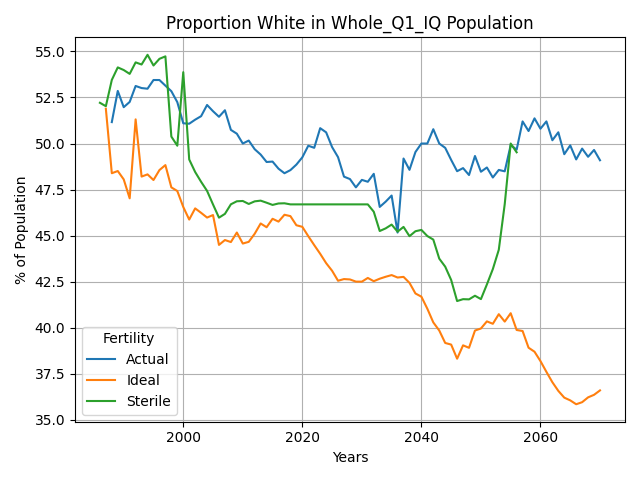 Proportion White in Whole_Q1_IQ Population
% of Population
55.0
52.5
50.0
47.5
45.0
42.5
40.0
37.5
35.0
Fertility
Actual
Ideal
Sterile
2000
2020
2040
2060
Years